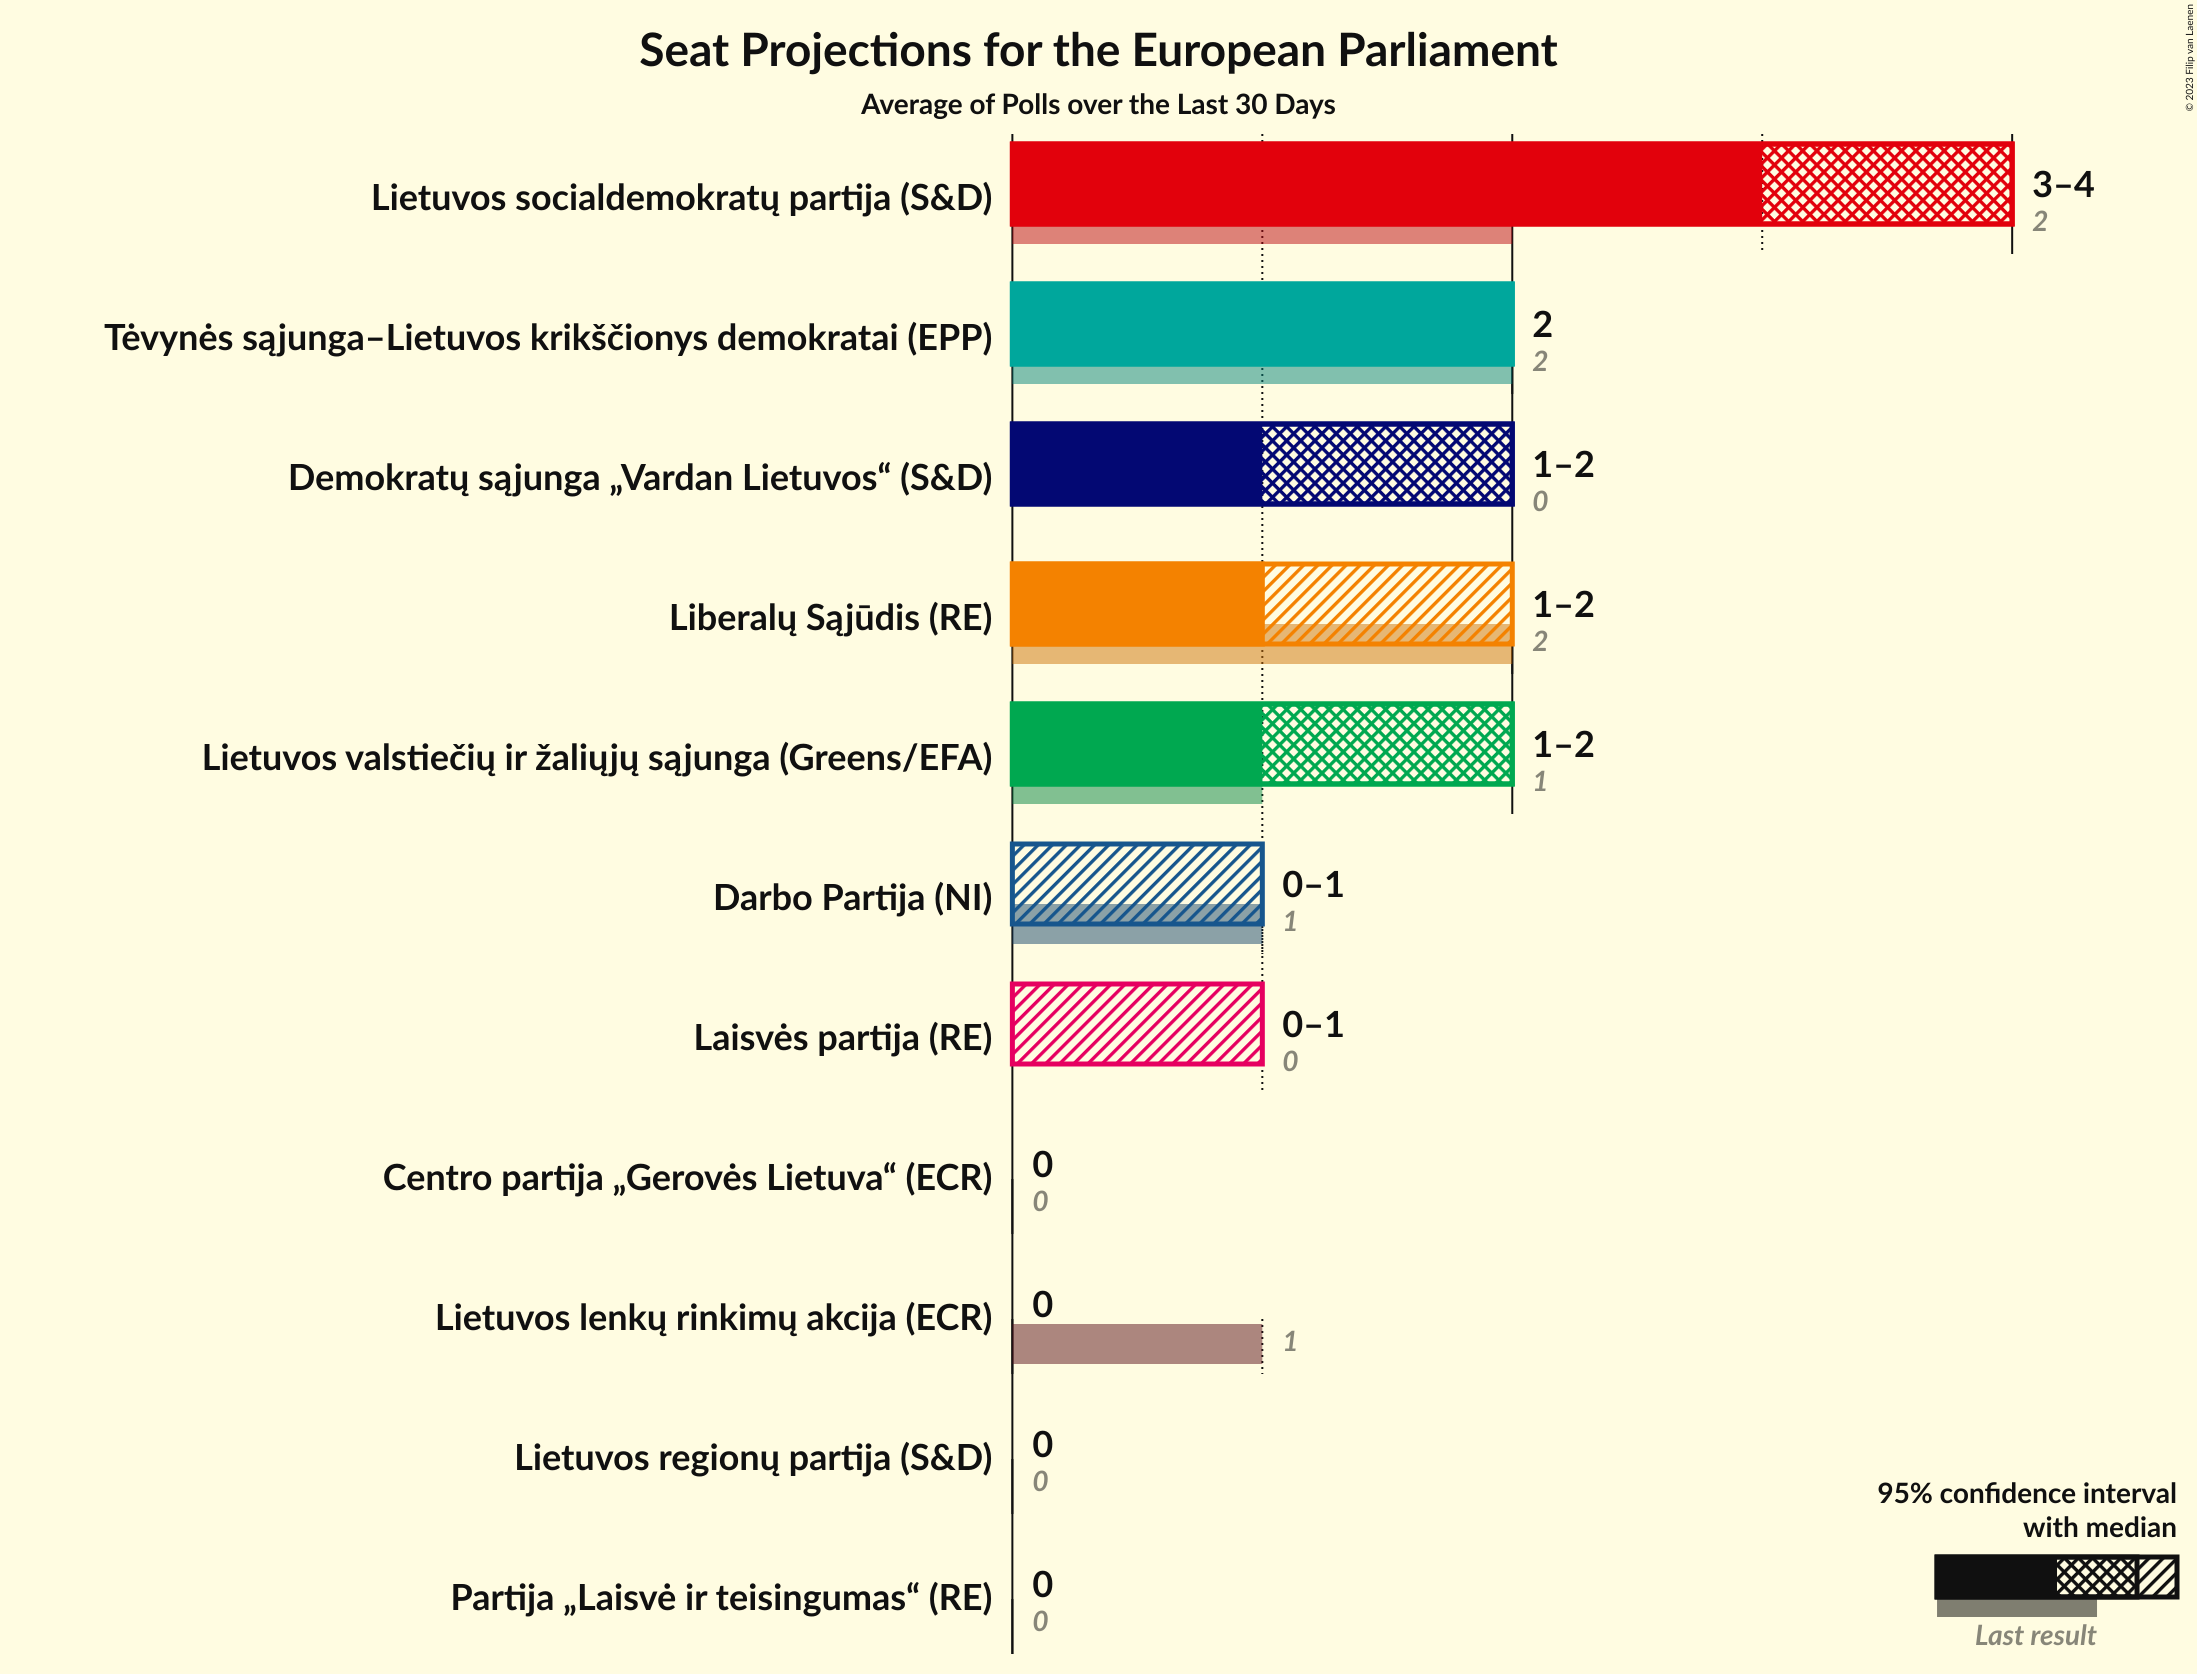 Seat Projections for the European Parliament
Average of Polls over the Last 30 Days
© 2023 Filip van Laenen
Lietuvos socialdemokratų partija (S&D)
3–4
2
Tėvynės sąjunga–Lietuvos krikščionys demokratai (EPP)
2
2
Demokratų sąjunga „Vardan Lietuvos“ (S&D)
1–2
0
Liberalų Sąjūdis (RE)
1–2
2
Lietuvos valstiečių ir žaliųjų sąjunga (Greens/EFA)
1–2
1
Darbo Partija (NI)
0–1
1
Laisvės partija (RE)
0–1
0
Centro partija „Gerovės Lietuva“ (ECR)
0
0
Lietuvos lenkų rinkimų akcija (ECR)
0
1
Lietuvos regionų partija (S&D)
0
0
Partija „Laisvė ir teisingumas“ (RE)
0
0
95% confidence interval
with median
Last result